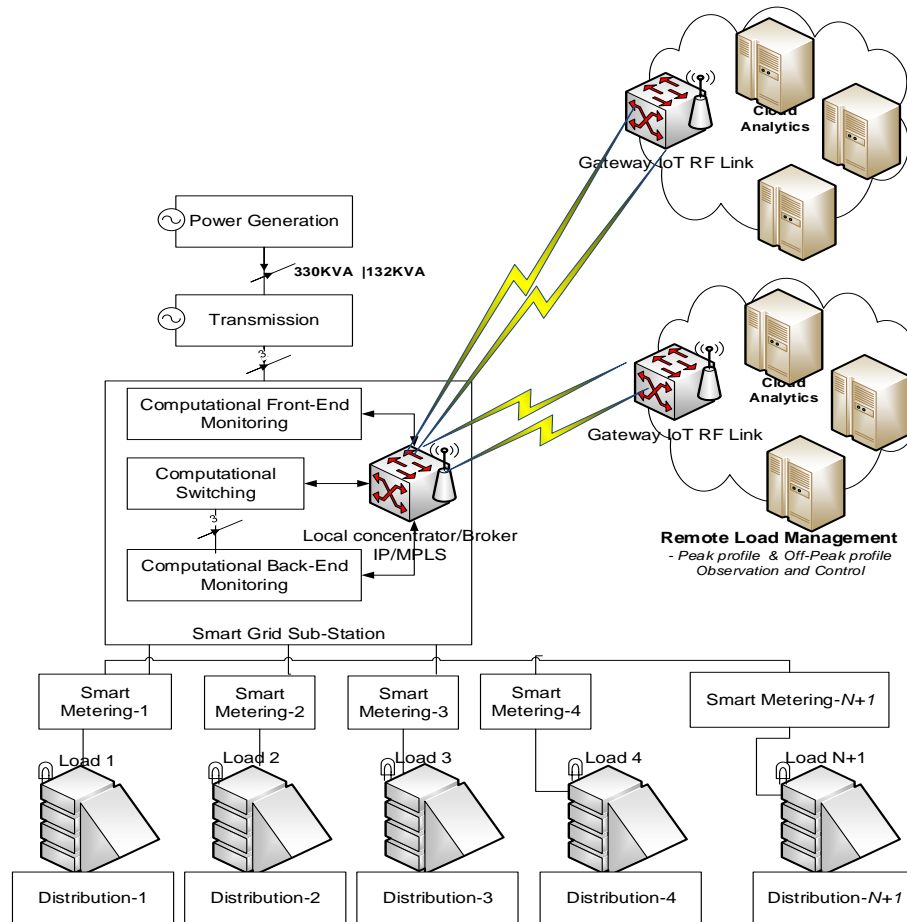 Cloud
Analytics
Gateway IoT RF Link
Power Generation
330KVA |132KVA
Transmission
3
Computational Front-End
Monitoring
Computational
Switching
3
Computational Back-End
Monitoring
Local concentrator/Broker
IP/MPLS
Smart Grid Sub-Station
Cloud
Analytics
Gateway IoT RF Link
Remote Load Management
- Peak profile & Off-Peak profile
Observation and Control
Smart
Metering-1
Smart
Metering-2
Smart
Metering-3
Smart
Metering-4
Smart Metering-N+1
Load 1
Load 2
Load 3
Load 4
Load N+1
Distribution-1
Distribution-2
Distribution-3
Distribution-4
Distribution-N+1